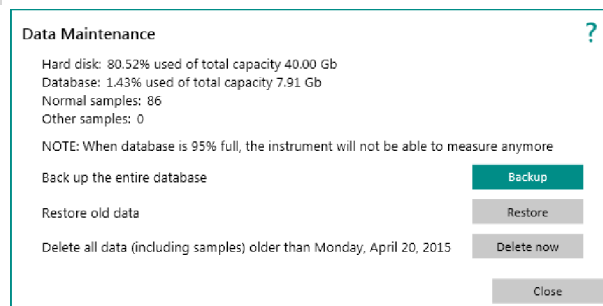 Data Maintenance ?
Hard disk: 80.52% used of total capacity 40.00 Gb
Database: 1.43% used of total capacity 7.91 Gb
Normal samples: 86
Other samples: 0
NOTE: When database is 95% full, the instrument will not be able to measure anymore
Back up the entire database Backup
Restore old data Restore
Delete all data (including samples) older than Monday, April 20, 2015 Delete now
Close